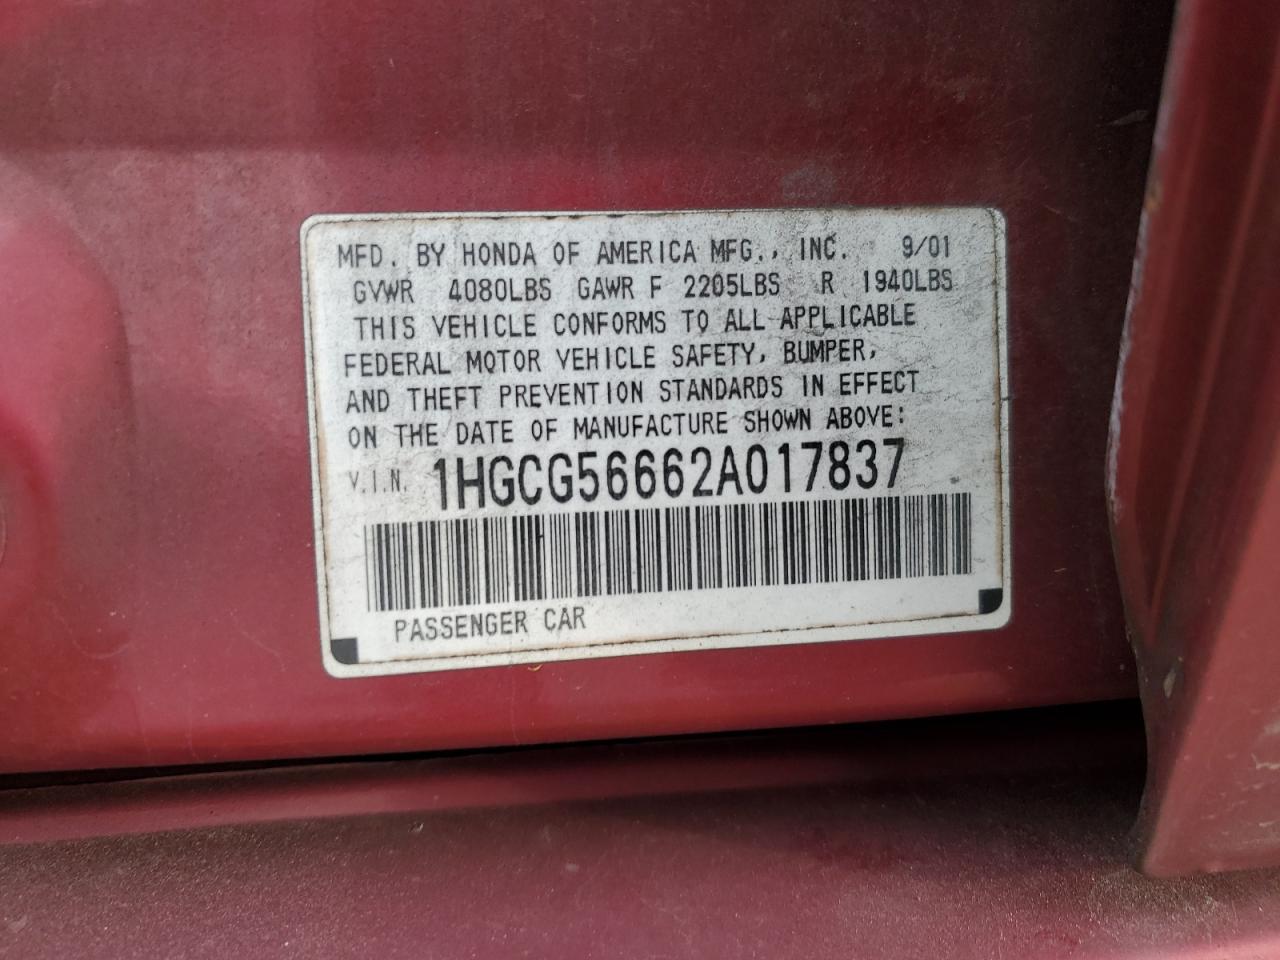 MFD. BY HONDA OF AMERICA MFG., INC. 9/01
GVWR 4080LBS GAWR F 2205LBS R 1940LBS
THIS VEHICLE CONFORMS TO ALL APPLICABLE
FEDERAL MOTOR VEHICLE SAFETY, BUMPER,
AND THEFT PREVENTION STANDARDS IN EFFECT
ON THE DATE OF MANUFACTURE SHOWN ABOVE:
V.I.N. 1HGCG56662A017837
PASSENGER CAR